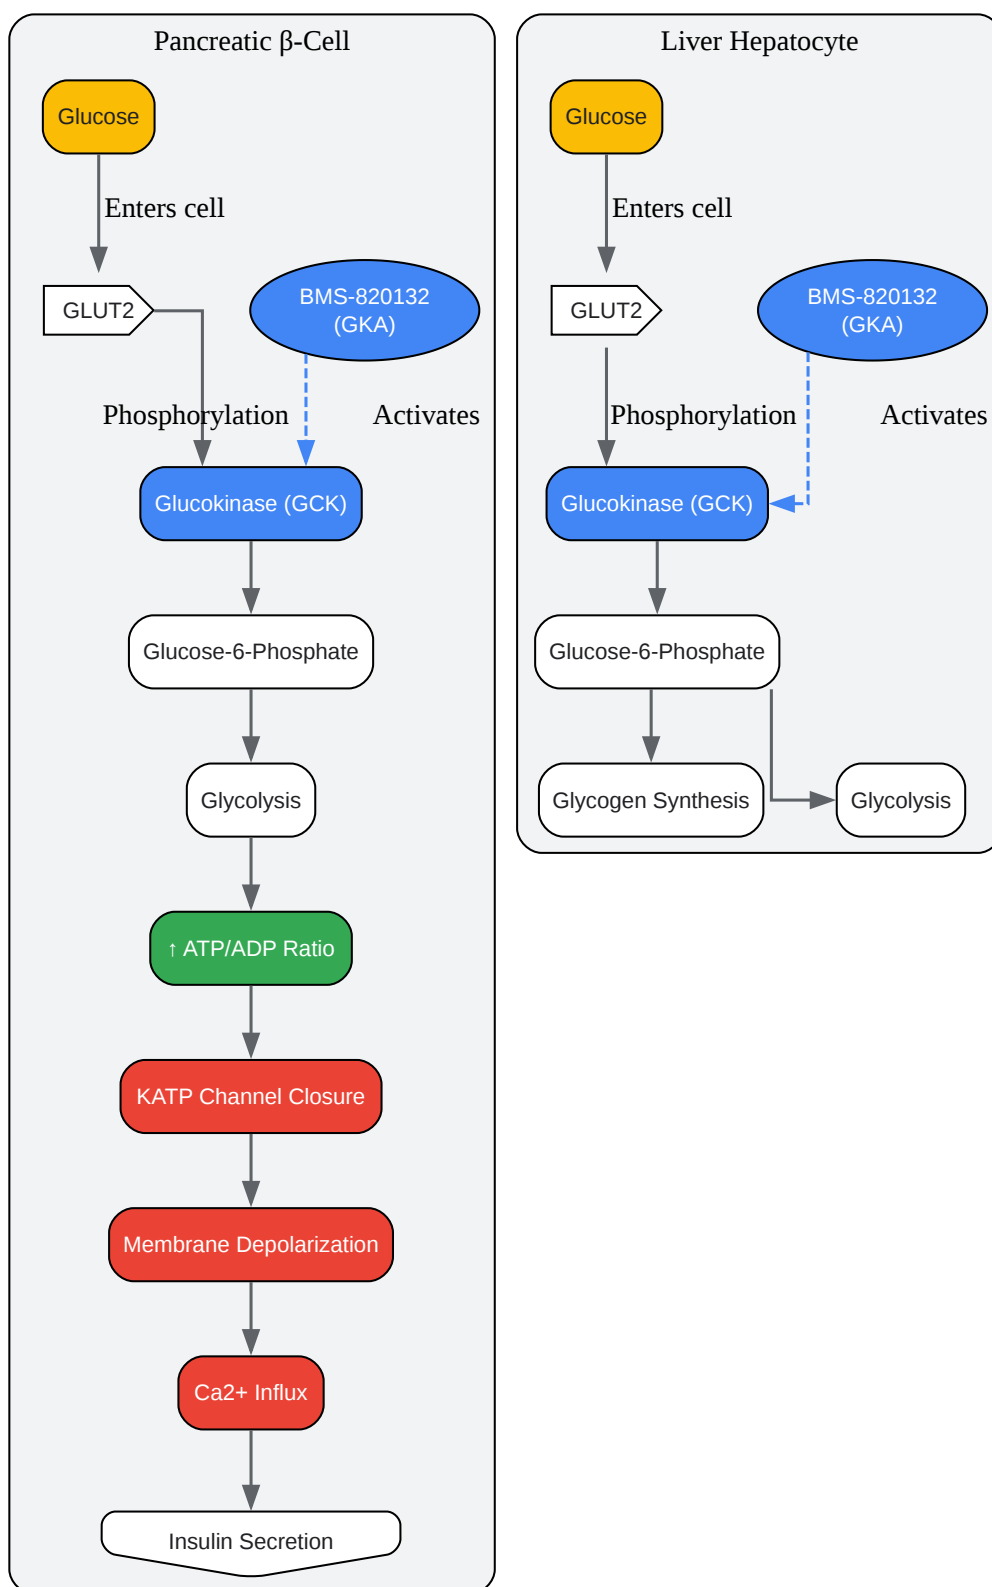 Pancreatic β-Cell
Glucose
Enters cell
GLUT2
BMS-820132
(GKA)
Phosphorylation
Activates
Glucokinase (GCK)
Glucose-6-Phosphate
Glycolysis
↑ ATP/ADP Ratio
KATP Channel Closure
Membrane Depolarization
Ca2+ Influx
Insulin Secretion
Liver Hepatocyte
Glucose
Enters cell
GLUT2
BMS-820132
(GKA)
Phosphorylation
Activates
Glucokinase (GCK)
Glucose-6-Phosphate
Glycogen Synthesis
Glycolysis